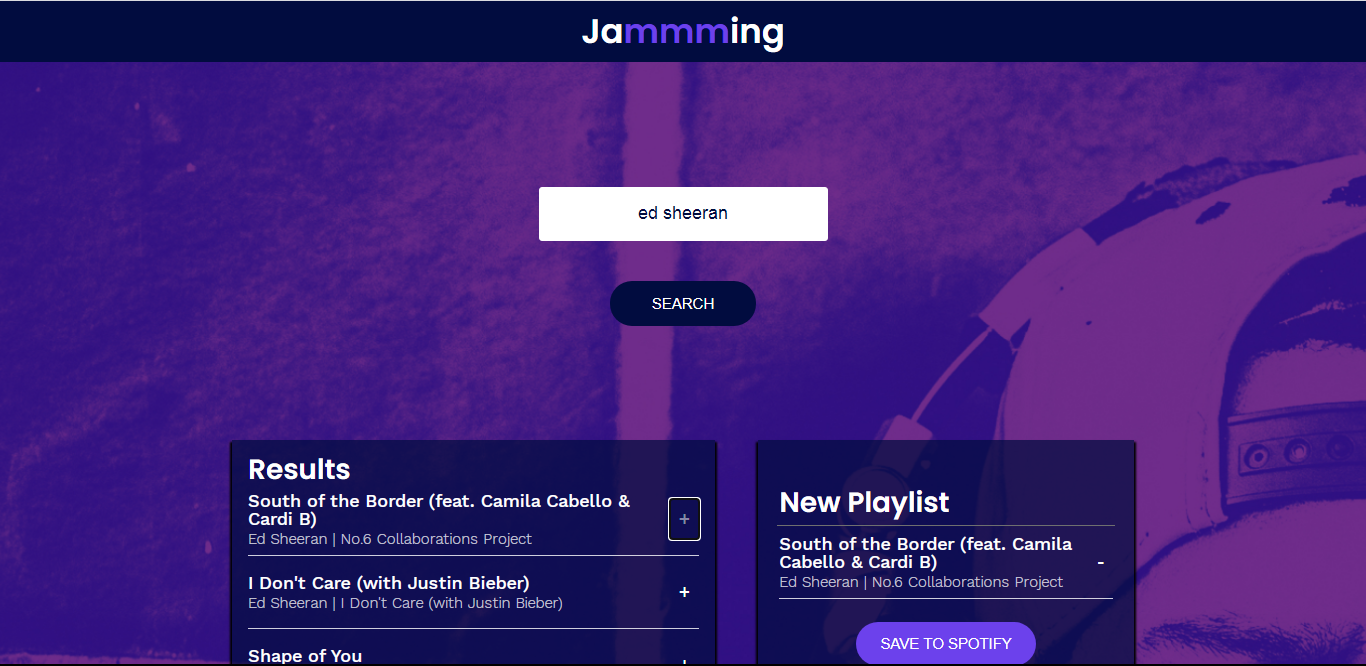 Jammming
ed sheeran
SEARCH
Results
South of the Border (feat. Camila Cabello &
Cardi B)
+
Ed Sheeran | No.6 Collaborations Project
I Don't Care (with Justin Bieber)
+
Ed Sheeran | I Don't Care (with Justin Bieber)
Shape of You
New Playlist
South of the Border (feat. Camila
Cabello & Cardi B)
-
Ed Sheeran | No.6 Collaborations Project
SAVE TO SPOTIFY